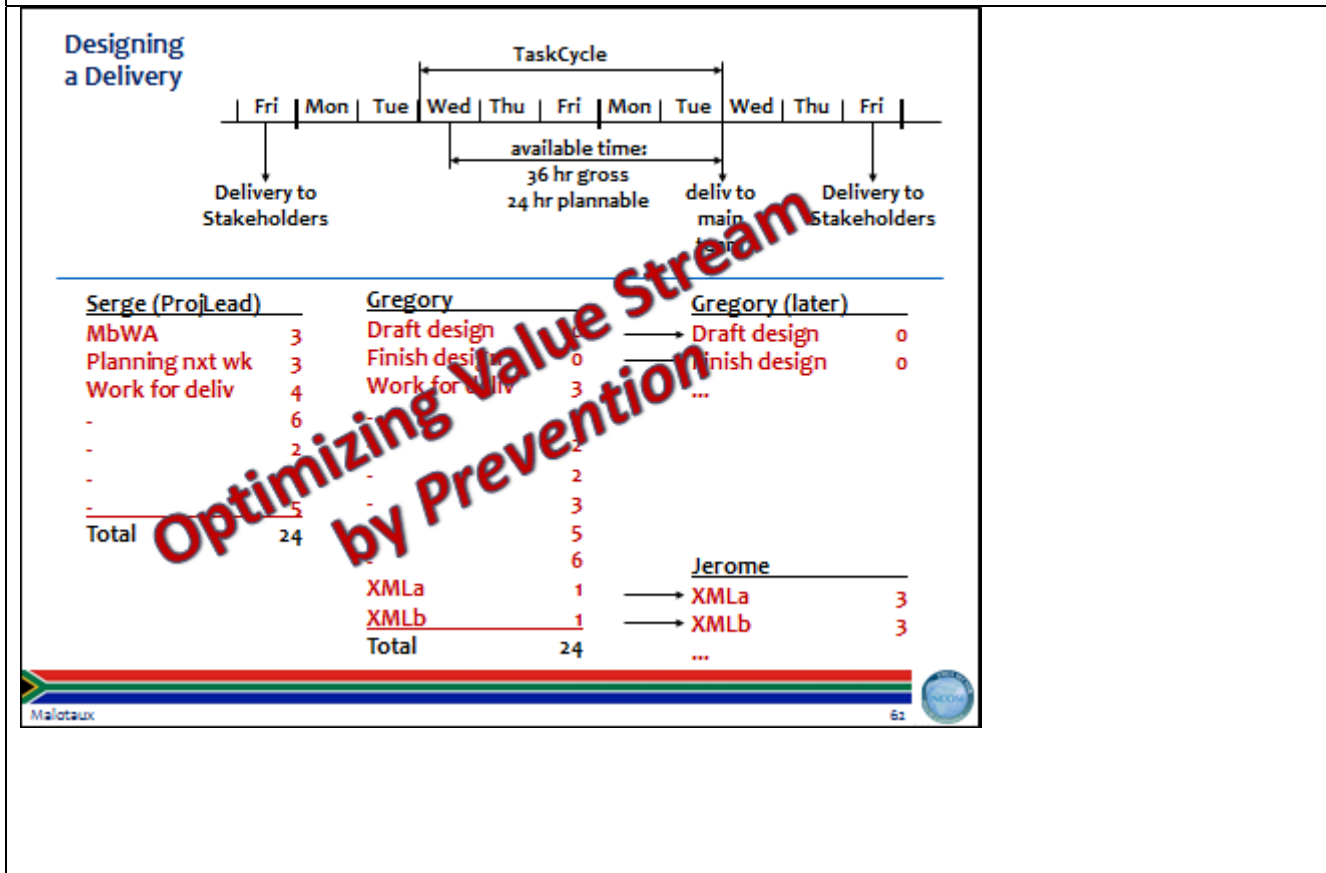 Designing
a Delivery
TaskCycle
Fri Mon Tue Wed Thu Fri Mon Tue Wed Thu Fri
available time:
36 hr gross
24 hr plannable
Delivery to
Stakeholders
deliv to
main
Delivery to
Stakeholders
Optimizing Value Stream
by Prevention
Serge (ProjLead)
MbWA 3
Planning nxt wk 3
Work for deliv 4
- 6
- 2
-
- 5
Total 24
Gregory
Draft design
Finish design 0
Work for deliv 3
-
- 2
- 2
- 3
5
- 6
XMLa 1
XMLb 1
Total 24
Gregory (later)
Draft design 0
Finish design 0
...
Jerome
XMLa 3
XMLb 3
...
Malotaux
62
INCOSE